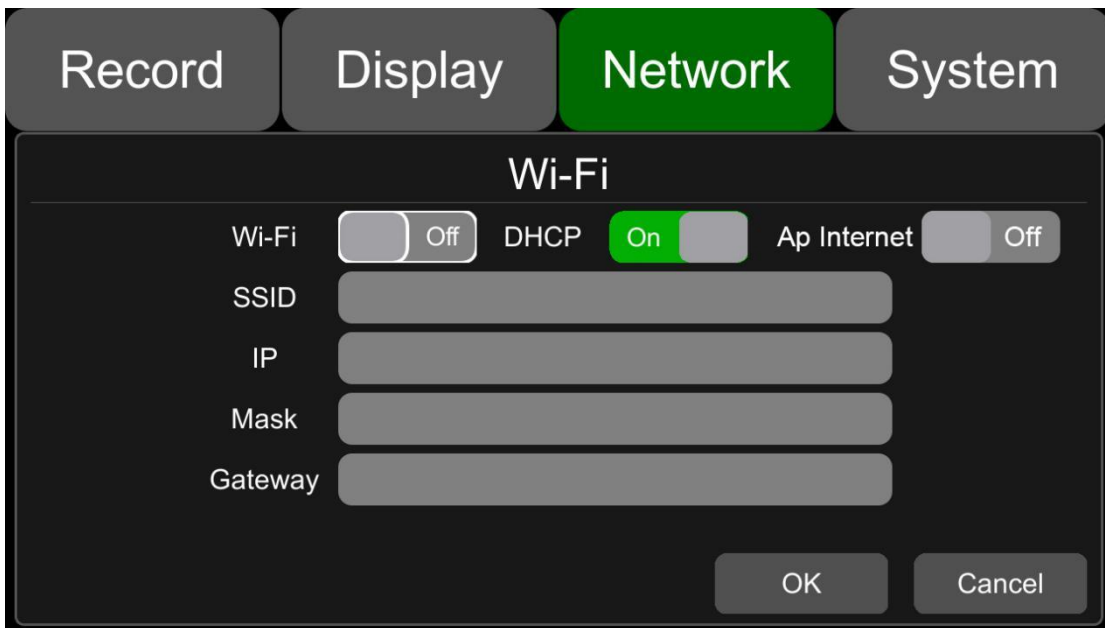 Record Display Network System
Wi-Fi
Wi-Fi Off DHCP On Ap Internet Off
SSID
IP
Mask
Gateway
OK Cancel